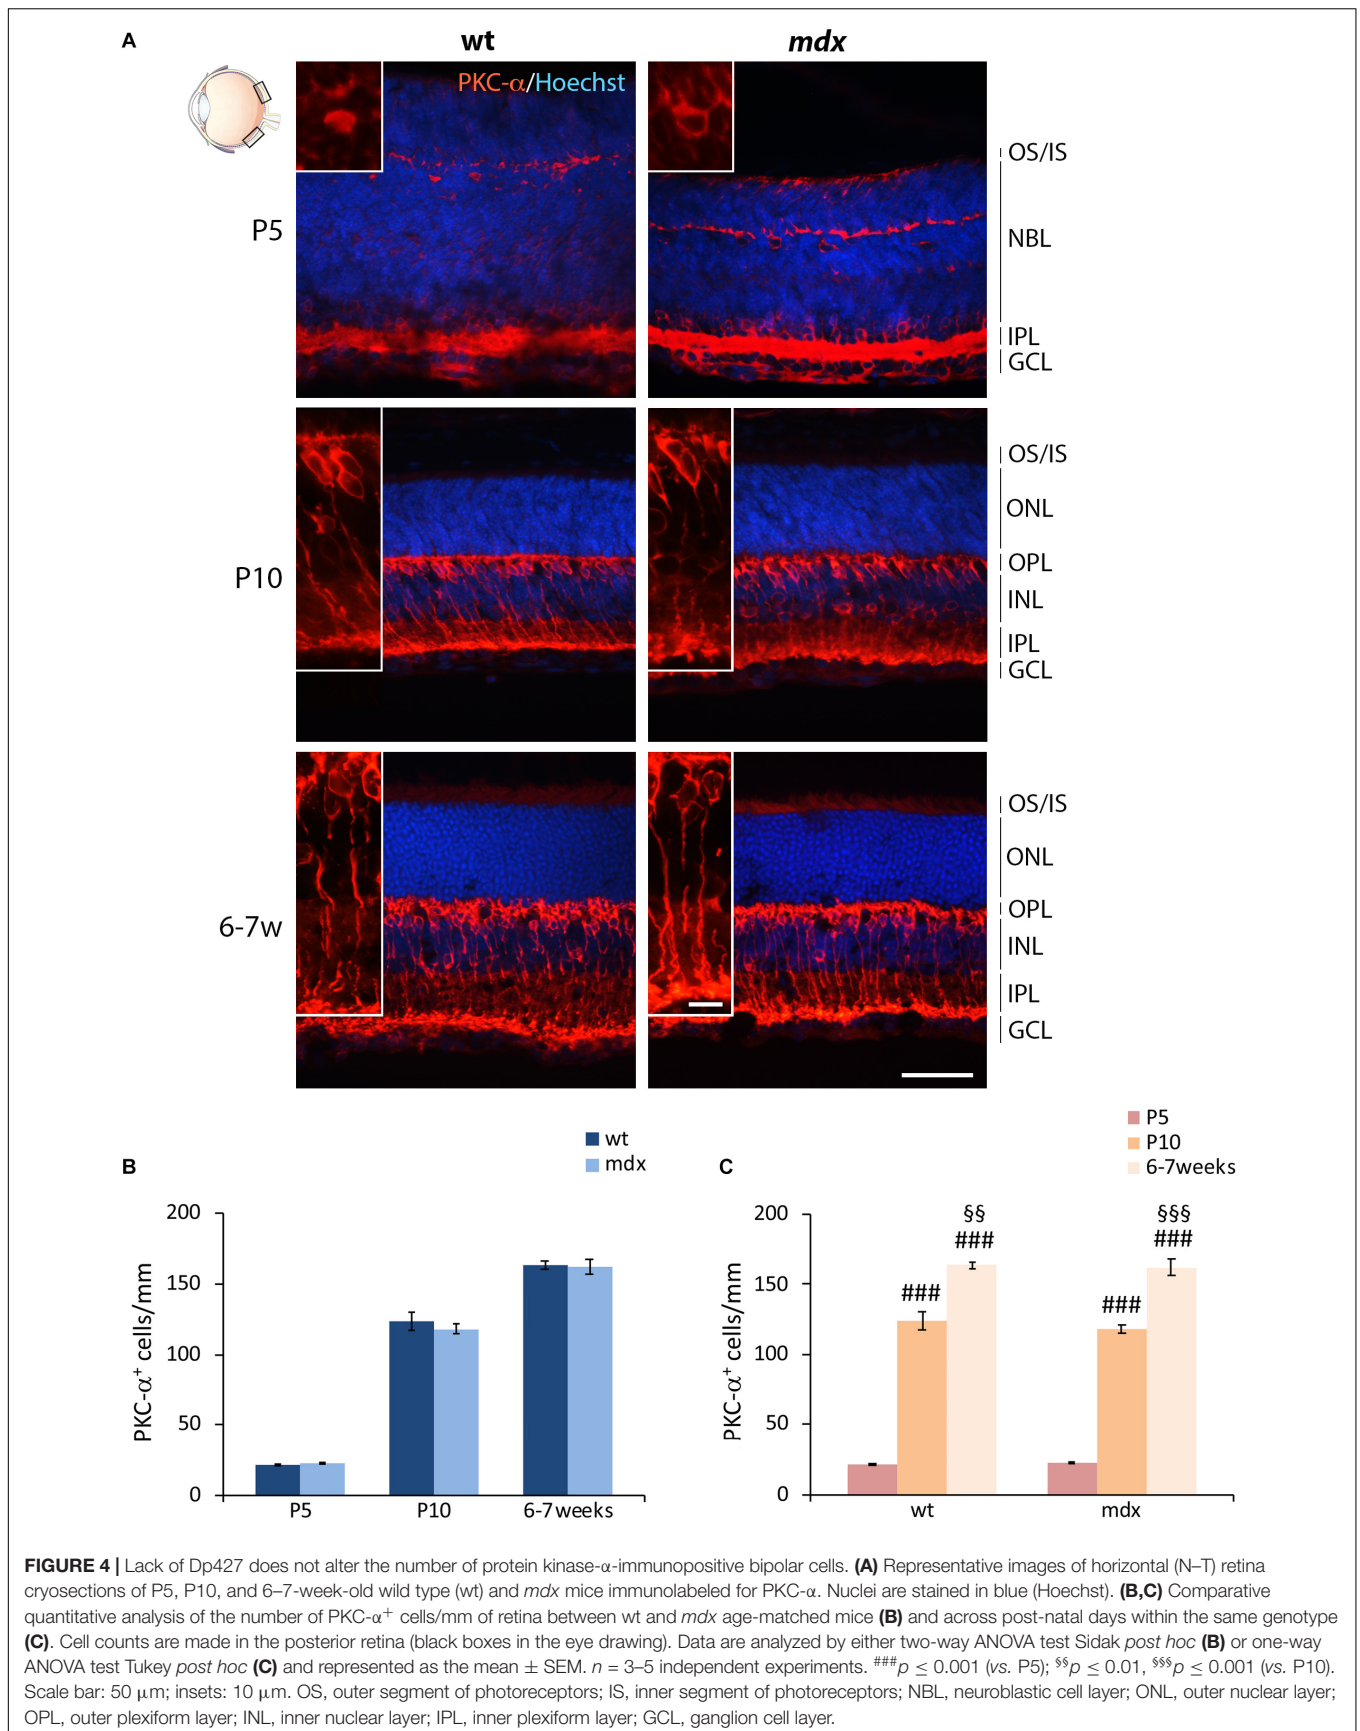 A
wt
mdx
PKC-α/Hoechst
P5
OS/IS
NBL
IPL
GCL
P10
OS/IS
ONL
OPL
INL
IPL
GCL
6-7w
OS/IS
ONL
OPL
INL
IPL
GCL
B
wt
mdx
PKC-α⁺ cells/mm
200
150
100
50
0
P5 P10 6-7weeks
C
P5
P10
6-7weeks
PKC-α⁺ cells/mm
200
150
100
50
0
§§ §§§
### ###
### ###
wt mdx
FIGURE 4 | Lack of Dp427 does not alter the number of protein kinase-α-immunopositive bipolar cells. (A) Representative images of horizontal (N–T) retina
cryosections of P5, P10, and 6–7-week-old wild type (wt) and mdx mice immunolabeled for PKC-α. Nuclei are stained in blue (Hoechst). (B,C) Comparative
quantitative analysis of the number of PKC-α⁺ cells/mm of retina between wt and mdx age-matched mice (B) and across post-natal days within the same genotype
(C). Cell counts are made in the posterior retina (black boxes in the eye drawing). Data are analyzed by either two-way ANOVA test Sidak post hoc (B) or one-way
ANOVA test Tukey post hoc (C) and represented as the mean ± SEM. n = 3–5 independent experiments. ###p ≤ 0.001 (vs. P5); §§p ≤ 0.01, §§§p ≤ 0.001 (vs. P10).
Scale bar: 50 μm; insets: 10 μm. OS, outer segment of photoreceptors; IS, inner segment of photoreceptors; NBL, neuroblastic cell layer; ONL, outer nuclear layer;
OPL, outer plexiform layer; INL, inner nuclear layer; IPL, inner plexiform layer; GCL, ganglion cell layer.